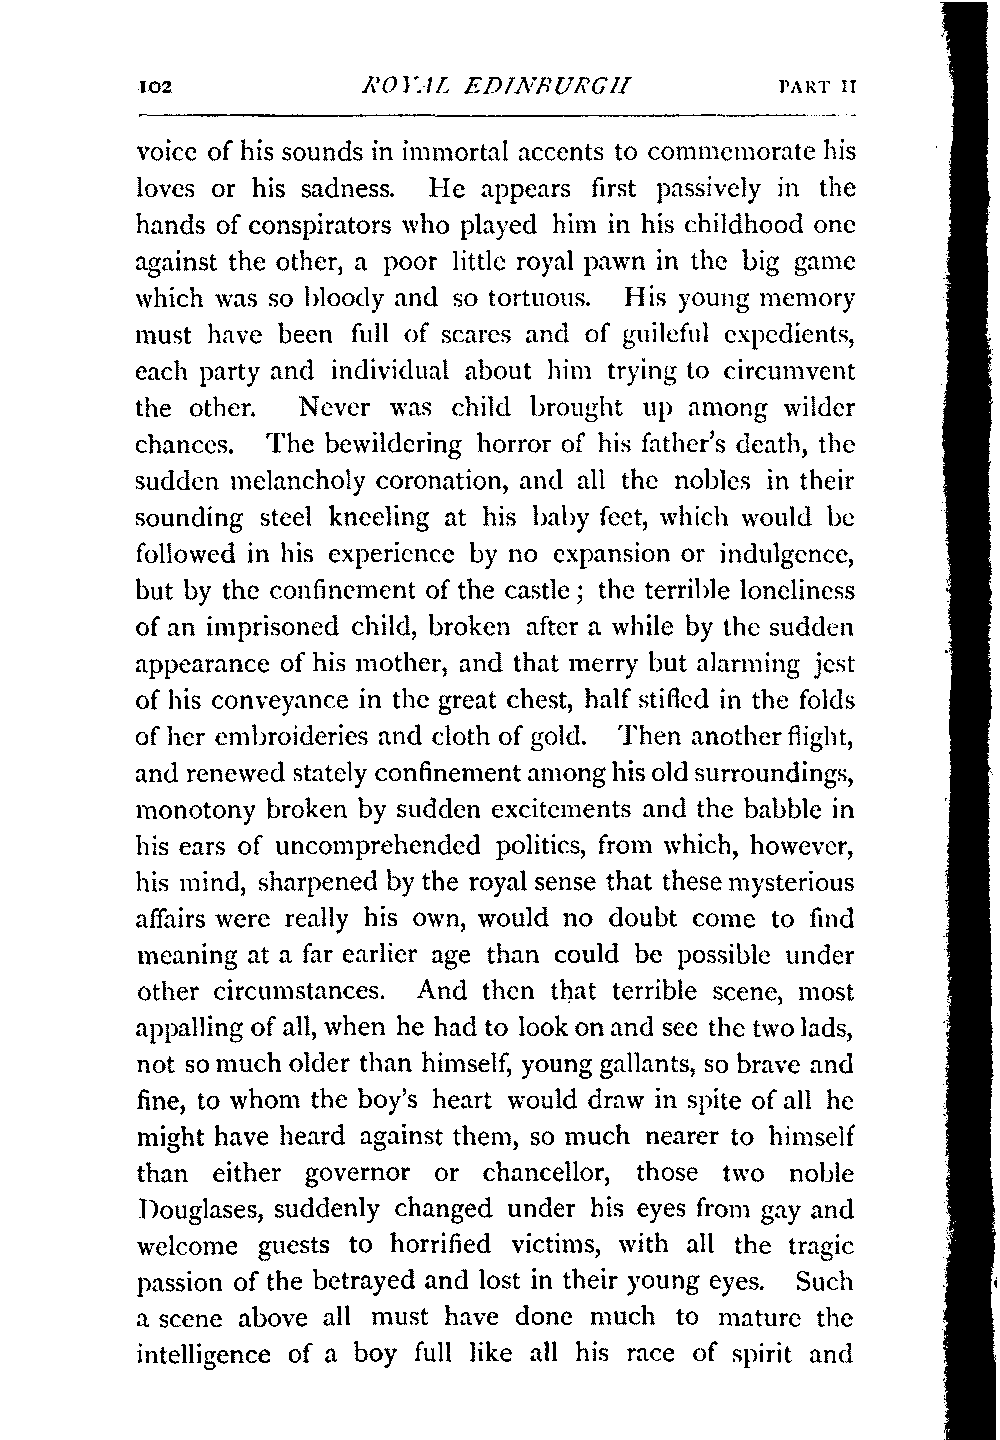 102 ROYAL EDINBURGH PART II
voice of his sounds in immortal accents to commemorate his
loves or his sadness. He appears first passively in the
hands of conspirators who played him in his childhood one
against the other, a poor little royal pawn in the big game
which was so bloody and so tortuous. His young memory
must have been full of scares and of guileful expedients,
each party and individual about him trying to circumvent
the other. Never was child brought up among wilder
chances. The bewildering horror of his father's death, the
sudden melancholy coronation, and all the nobles in their
sounding steel kneeling at his baby feet, which would be
followed in his experience by no expansion or indulgence,
but by the confinement of the castle ; the terrible loneliness
of an imprisoned child, broken after a while by the sudden
appearance of his mother, and that merry but alarming jest
of his conveyance in the great chest, half stifled in the folds
of her embroideries and cloth of gold. Then another flight,
and renewed stately confinement among his old surroundings,
monotony broken by sudden excitements and the babble in
his ears of uncomprehended politics, from which, however,
his mind, sharpened by the royal sense that these mysterious
affairs were really his own, would no doubt come to find
meaning at a far earlier age than could be possible under
other circumstances. And then that terrible scene, most
appalling of all, when he had to look on and see the two lads,
not so much older than himself, young gallants, so brave and
fine, to whom the boy's heart would draw in spite of all he
might have heard against them, so much nearer to himself
than either governor or chancellor, those two noble
Douglases, suddenly changed under his eyes from gay and
welcome guests to horrified victims, with all the tragic
passion of the betrayed and lost in their young eyes. Such
a scene above all must have done much to mature the
intelligence of a boy full like all his race of spirit and